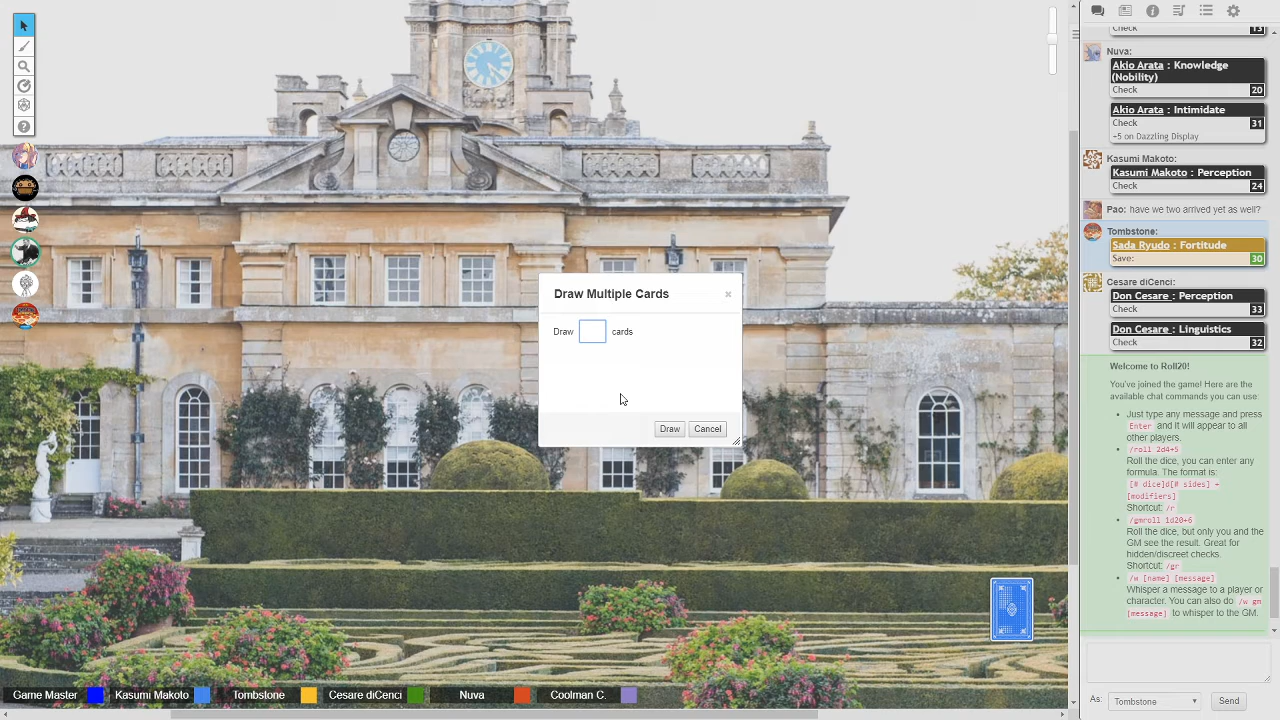 Check 13
Nuva:
Akio Arata : Knowledge
(Nobility)
Check 20
Akio Arata : Intimidate
Check 31
-5 on Dazzling Display
Kasumi Makoto:
Kasumi Makoto : Perception
Check 24
Pao: have we two arrived yet as well?
Tombstone:
Sada Ryudo : Fortitude
Save: 30
Cesare diCenci:
Don Cesare : Perception
Check 33
Don Cesare : Linguistics
Check 32
Welcome to Roll20!
You've joined the game! Here are the
available chat commands you can use:
Just type any message and press
Enter and it will appear to all
other players.
/roll 2d4+5
Roll the dice, you can enter any
formula. The format is:
[# dice]d[# sides] +
[modifiers]
Shortcut: /r
/gmroll 1d20+6
Roll the dice, but only you and the
GM see the result. Great for
hidden/discreet checks.
Shortcut: /gr
/w [name] [message]
Whisper a message to a player or
character. You can also do /w gm
[message] to whisper to the GM.
As: Tombstone Send
Draw Multiple Cards
Draw cards
Draw Cancel
Game Master Kasumi Makoto Tombstone Cesare diCenci Nuva Coolman C.